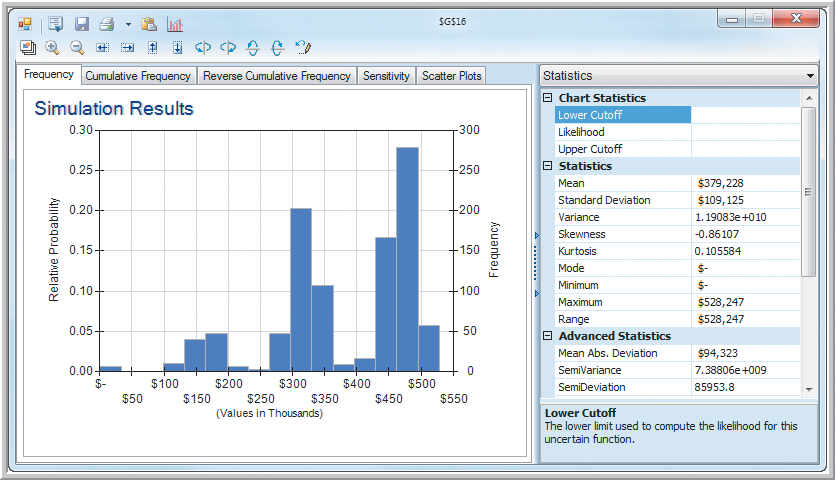 $G$16
Frequency Cumulative Frequency Reverse Cumulative Frequency Sensitivity Scatter Plots
Simulation Results
0.30
0.25
0.20
0.15
0.10
0.05
0.00
Relative Probability
300
250
200
150
100
50
0
Frequency
$- $100 $200 $300 $400 $500
$50 $150 $250 $350 $450 $550
(Values in Thousands)
Statistics
Chart Statistics
Lower Cutoff
Likelihood
Upper Cutoff
Statistics
Mean $379,228
Standard Deviation $109,125
Variance 1.19083e+010
Skewness -0.86107
Kurtosis 0.105584
Mode $-
Minimum $-
Maximum $528,247
Range $528,247
Advanced Statistics
Mean Abs. Deviation $94,323
SemiVariance 7.38806e+009
SemiDeviation 85953.8
Lower Cutoff
The lower limit used to compute the likelihood for this
uncertain function.